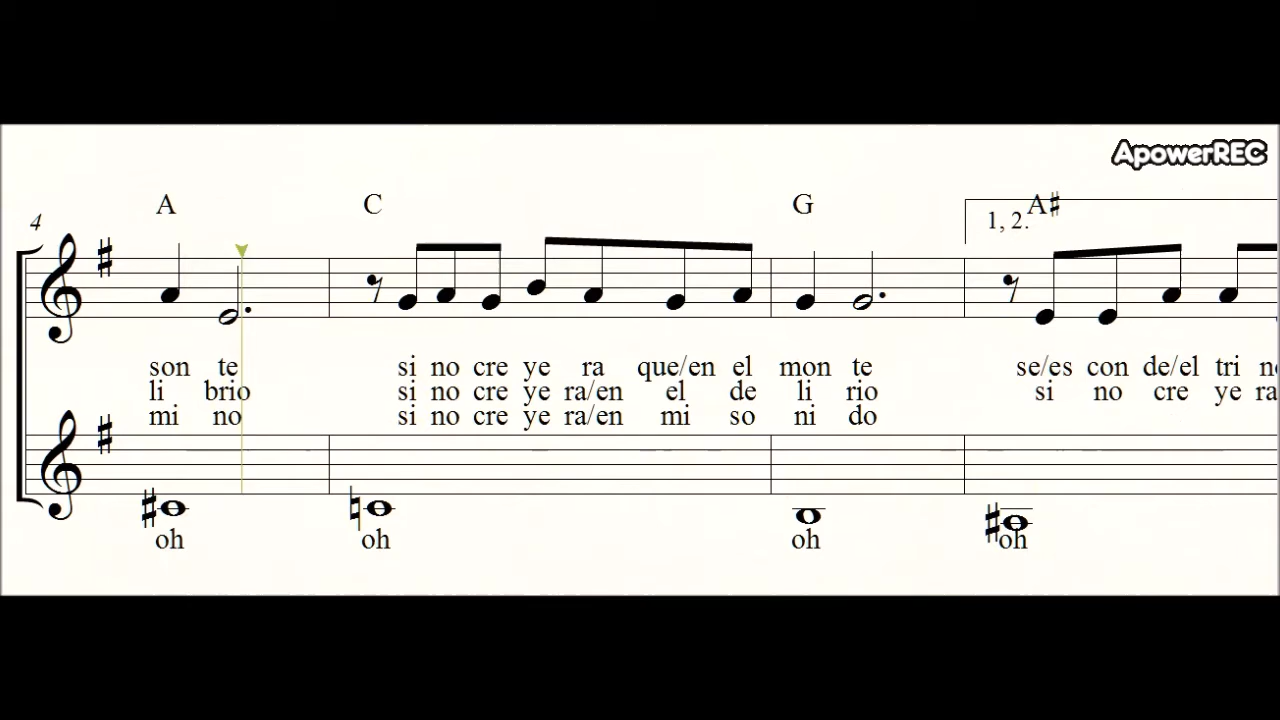 ApowerREC
A C G A♯
4
1, 2.
son te si no cre ye ra que/en el mon te se/es con de/el tri
li brio si no cre ye ra/en el de li rio si no cre ye ra
mi no si no cre ye ra/en mi so ni do
oh oh oh oh